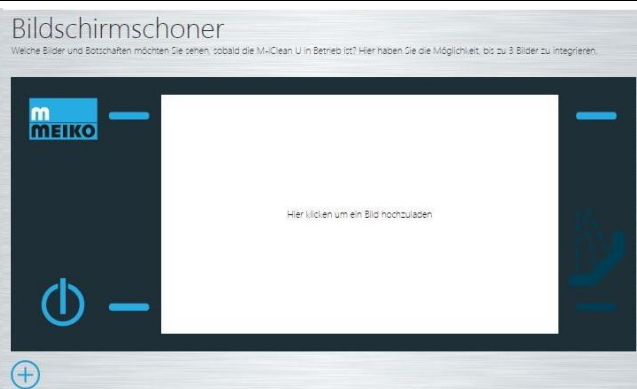 Bildschirmschoner
Welche Bilder und Botschaften möchten Sie sehen, sobald die M-iClean U in Betrieb ist? Hier haben Sie die Möglichkeit, bis zu 3 Bilder zu integrieren.
m
MEIKO
Hier klicken um ein Bild hochzuladen